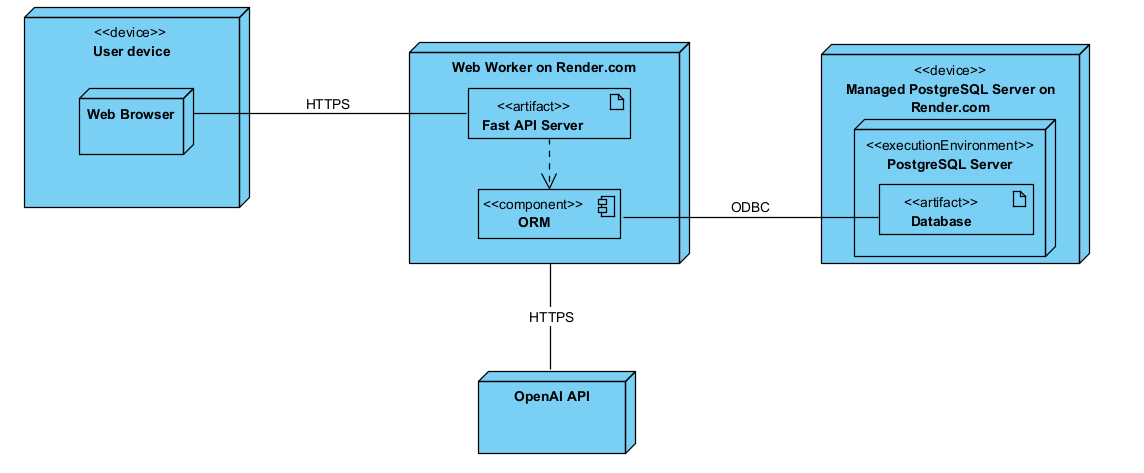 <<device>>
User device
Web Browser
HTTPS
Web Worker on Render.com
<<artifact>>
Fast API Server
<<component>>
ORM
ODBC
<<device>>
Managed PostgreSQL Server on
Render.com
<<executionEnvironment>>
PostgreSQL Server
<<artifact>>
Database
HTTPS
OpenAI API